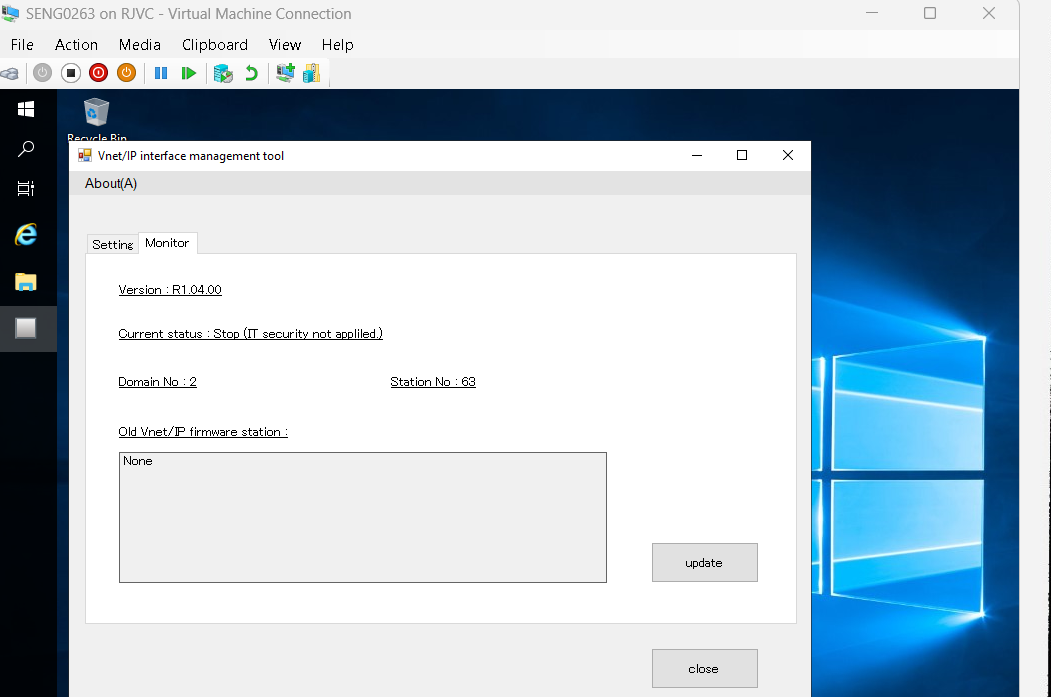 SENG0263 on RJVC - Virtual Machine Connection
File Action Media Clipboard View Help
Recycle Bin
Vnet/IP interface management tool
About(A)
Setting Monitor
Version : R1.04.00
Current status : Stop (IT security not appliled.)
Domain No : 2 Station No : 63
Old Vnet/IP firmware station :
None
update
close